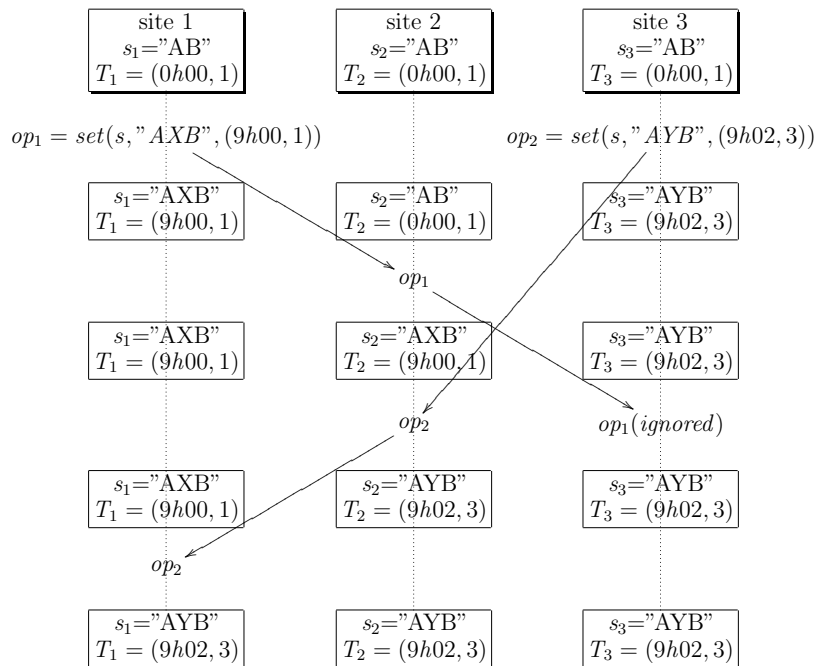 site 1 site 2 site 3
s₁="AB" s₂="AB" s₃="AB"
T₁ = (0h00, 1) T₂ = (0h00, 1) T₃ = (0h00, 1)
op₁ = set(s, "AXB", (9h00, 1)) op₂ = set(s, "AYB", (9h02, 3))
s₁="AXB" s₂="AB" s₃="AYB"
T₁ = (9h00, 1) T₂ = (0h00, 1) T₃ = (9h02, 3)
op₁
s₁="AXB" s₂="AXB" s₃="AYB"
T₁ = (9h00, 1) T₂ = (9h00, 1) T₃ = (9h02, 3)
op₂ op₁(ignored)
s₁="AXB" s₂="AYB" s₃="AYB"
T₁ = (9h00, 1) T₂ = (9h02, 3) T₃ = (9h02, 3)
op₂
s₁="AYB" s₂="AYB" s₃="AYB"
T₁ = (9h02, 3) T₂ = (9h02, 3) T₃ = (9h02, 3)